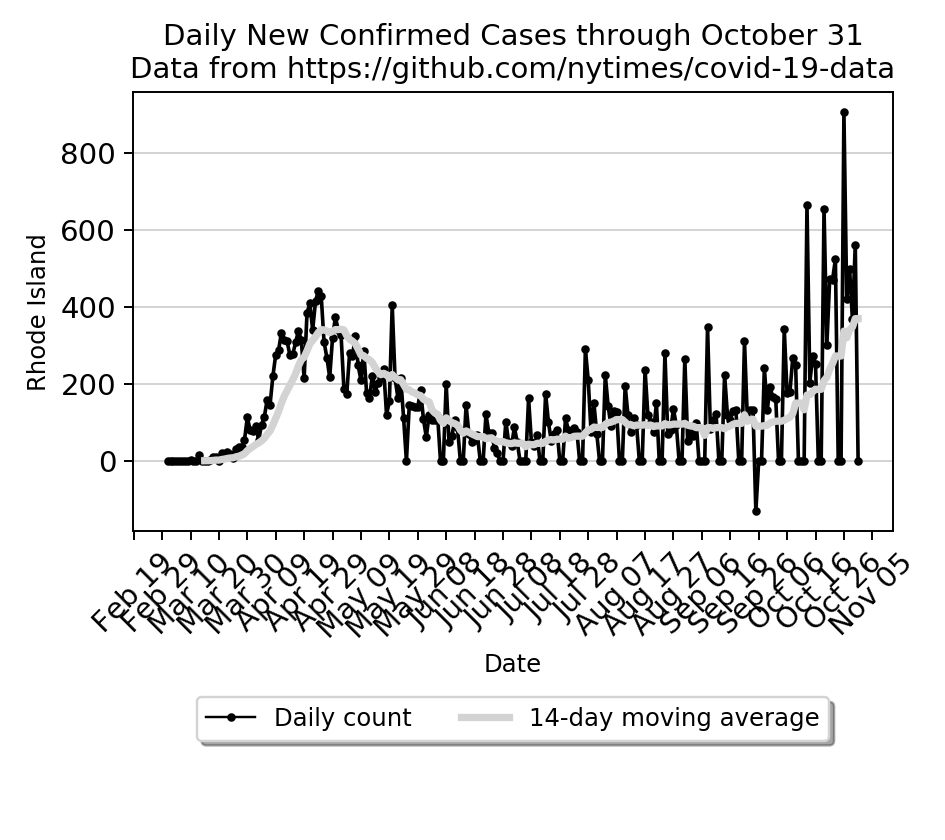 Daily New Confirmed Cases through October 31
Data from https://github.com/nytimes/covid-19-data
800
600
400
200
0
Rhode Island
Feb 19
Feb 29
Mar 10
Mar 20
Mar 30
Apr 09
Apr 19
Apr 29
May 09
May 19
May 29
Jun 08
Jun 18
Jun 28
Jul 08
Jul 18
Jul 28
Aug 07
Aug 17
Aug 27
Sep 06
Sep 16
Sep 26
Oct 06
Oct 16
Oct 26
Nov 05
Date
Daily count
14-day moving average